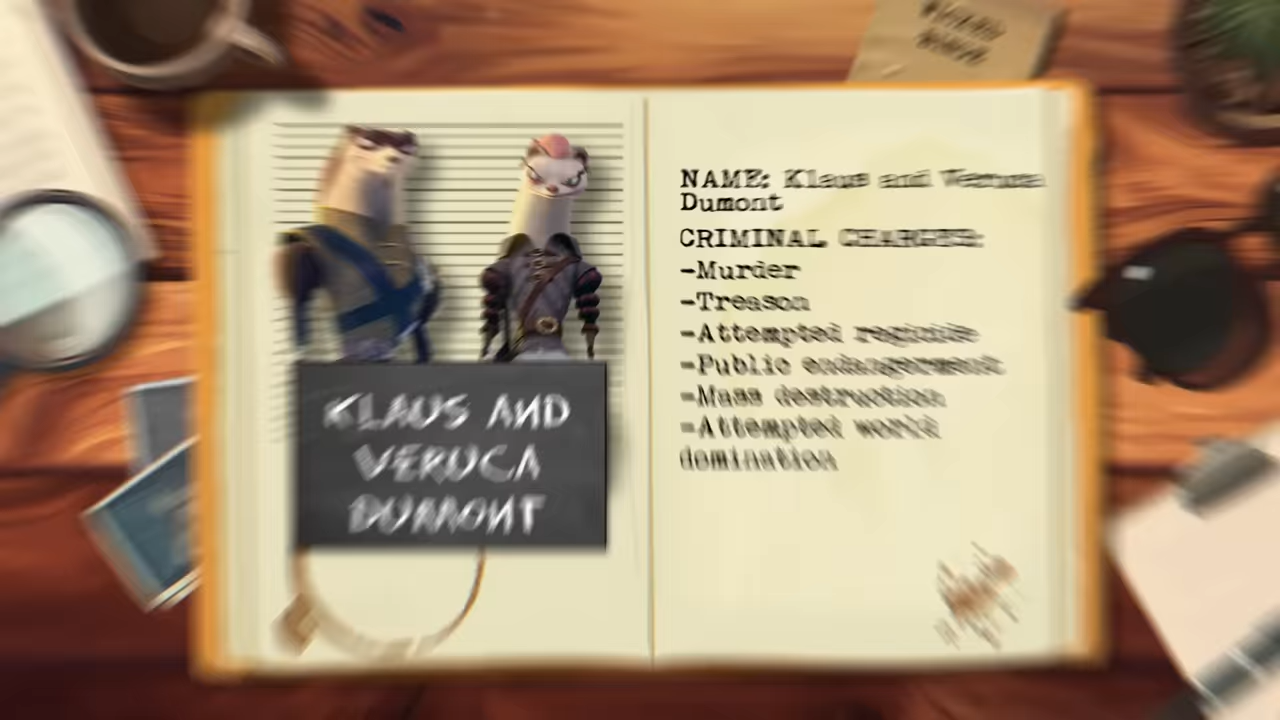 KLAUS AND
VERUCA
DUMONT
NAME: Klaus and Veruca
Dumont
CRIMINAL CHARGES:
-Murder
-Treason
-Attempted regicide
-Public endangerment
-Mass destruction
-Attempted world
domination